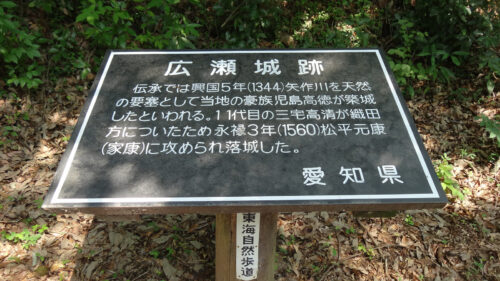 広瀬城跡
伝承では興国5年(1344)矢作川を天然
の要塞として当地の豪族児島高徳が築城
したといわれる。11代目の三宅高清が織田
方についたため永禄3年(1560)松平元康
(家康)に攻められ落城した。
愛知県
東海自然歩道